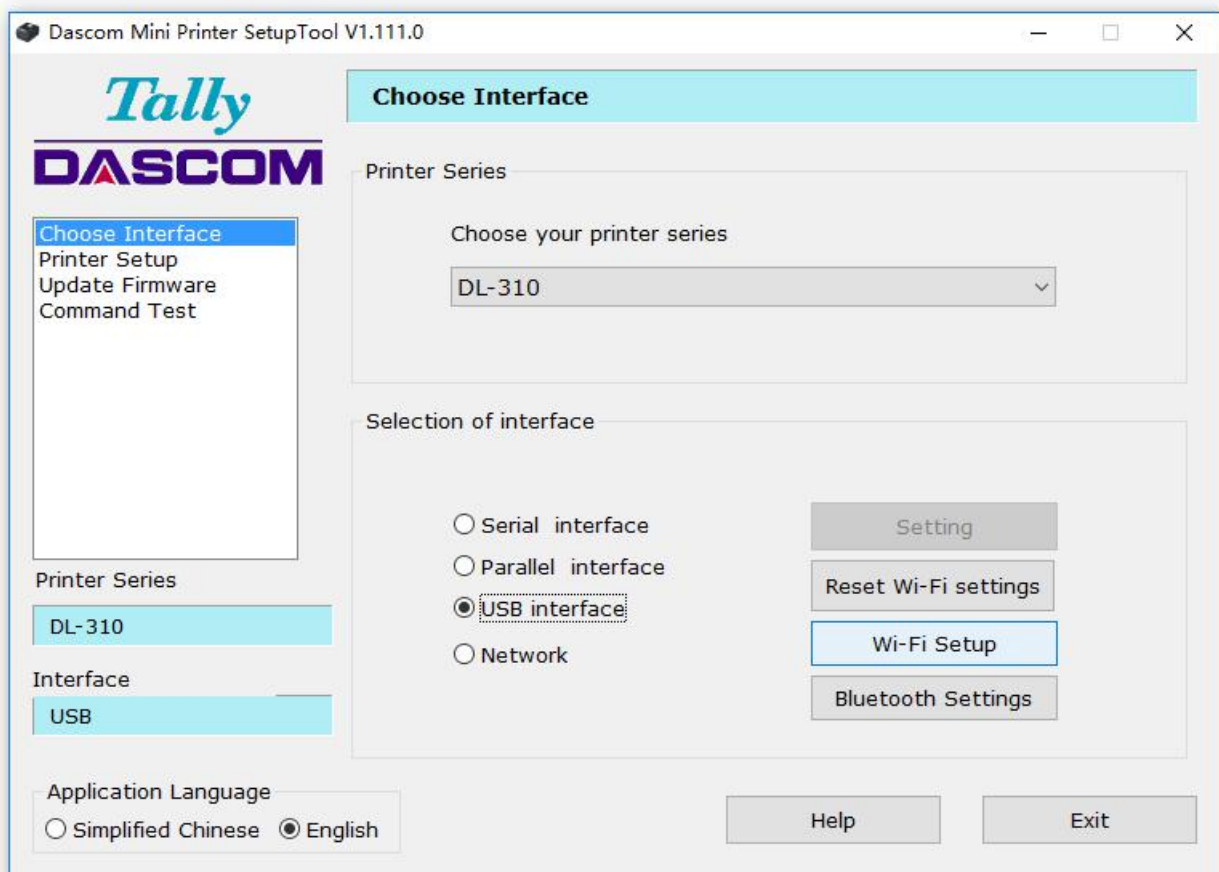 Dascom Mini Printer SetupTool V1.111.0
Tally
DASCOM
Choose Interface
Printer Setup
Update Firmware
Command Test
Printer Series
DL-310
Interface
USB
Application Language
Simplified Chinese
English
Choose Interface
Printer Series
Choose your printer series
DL-310
Selection of interface
Serial interface
Parallel interface
USB interface
Network
Setting
Reset Wi-Fi settings
Wi-Fi Setup
Bluetooth Settings
Help
Exit